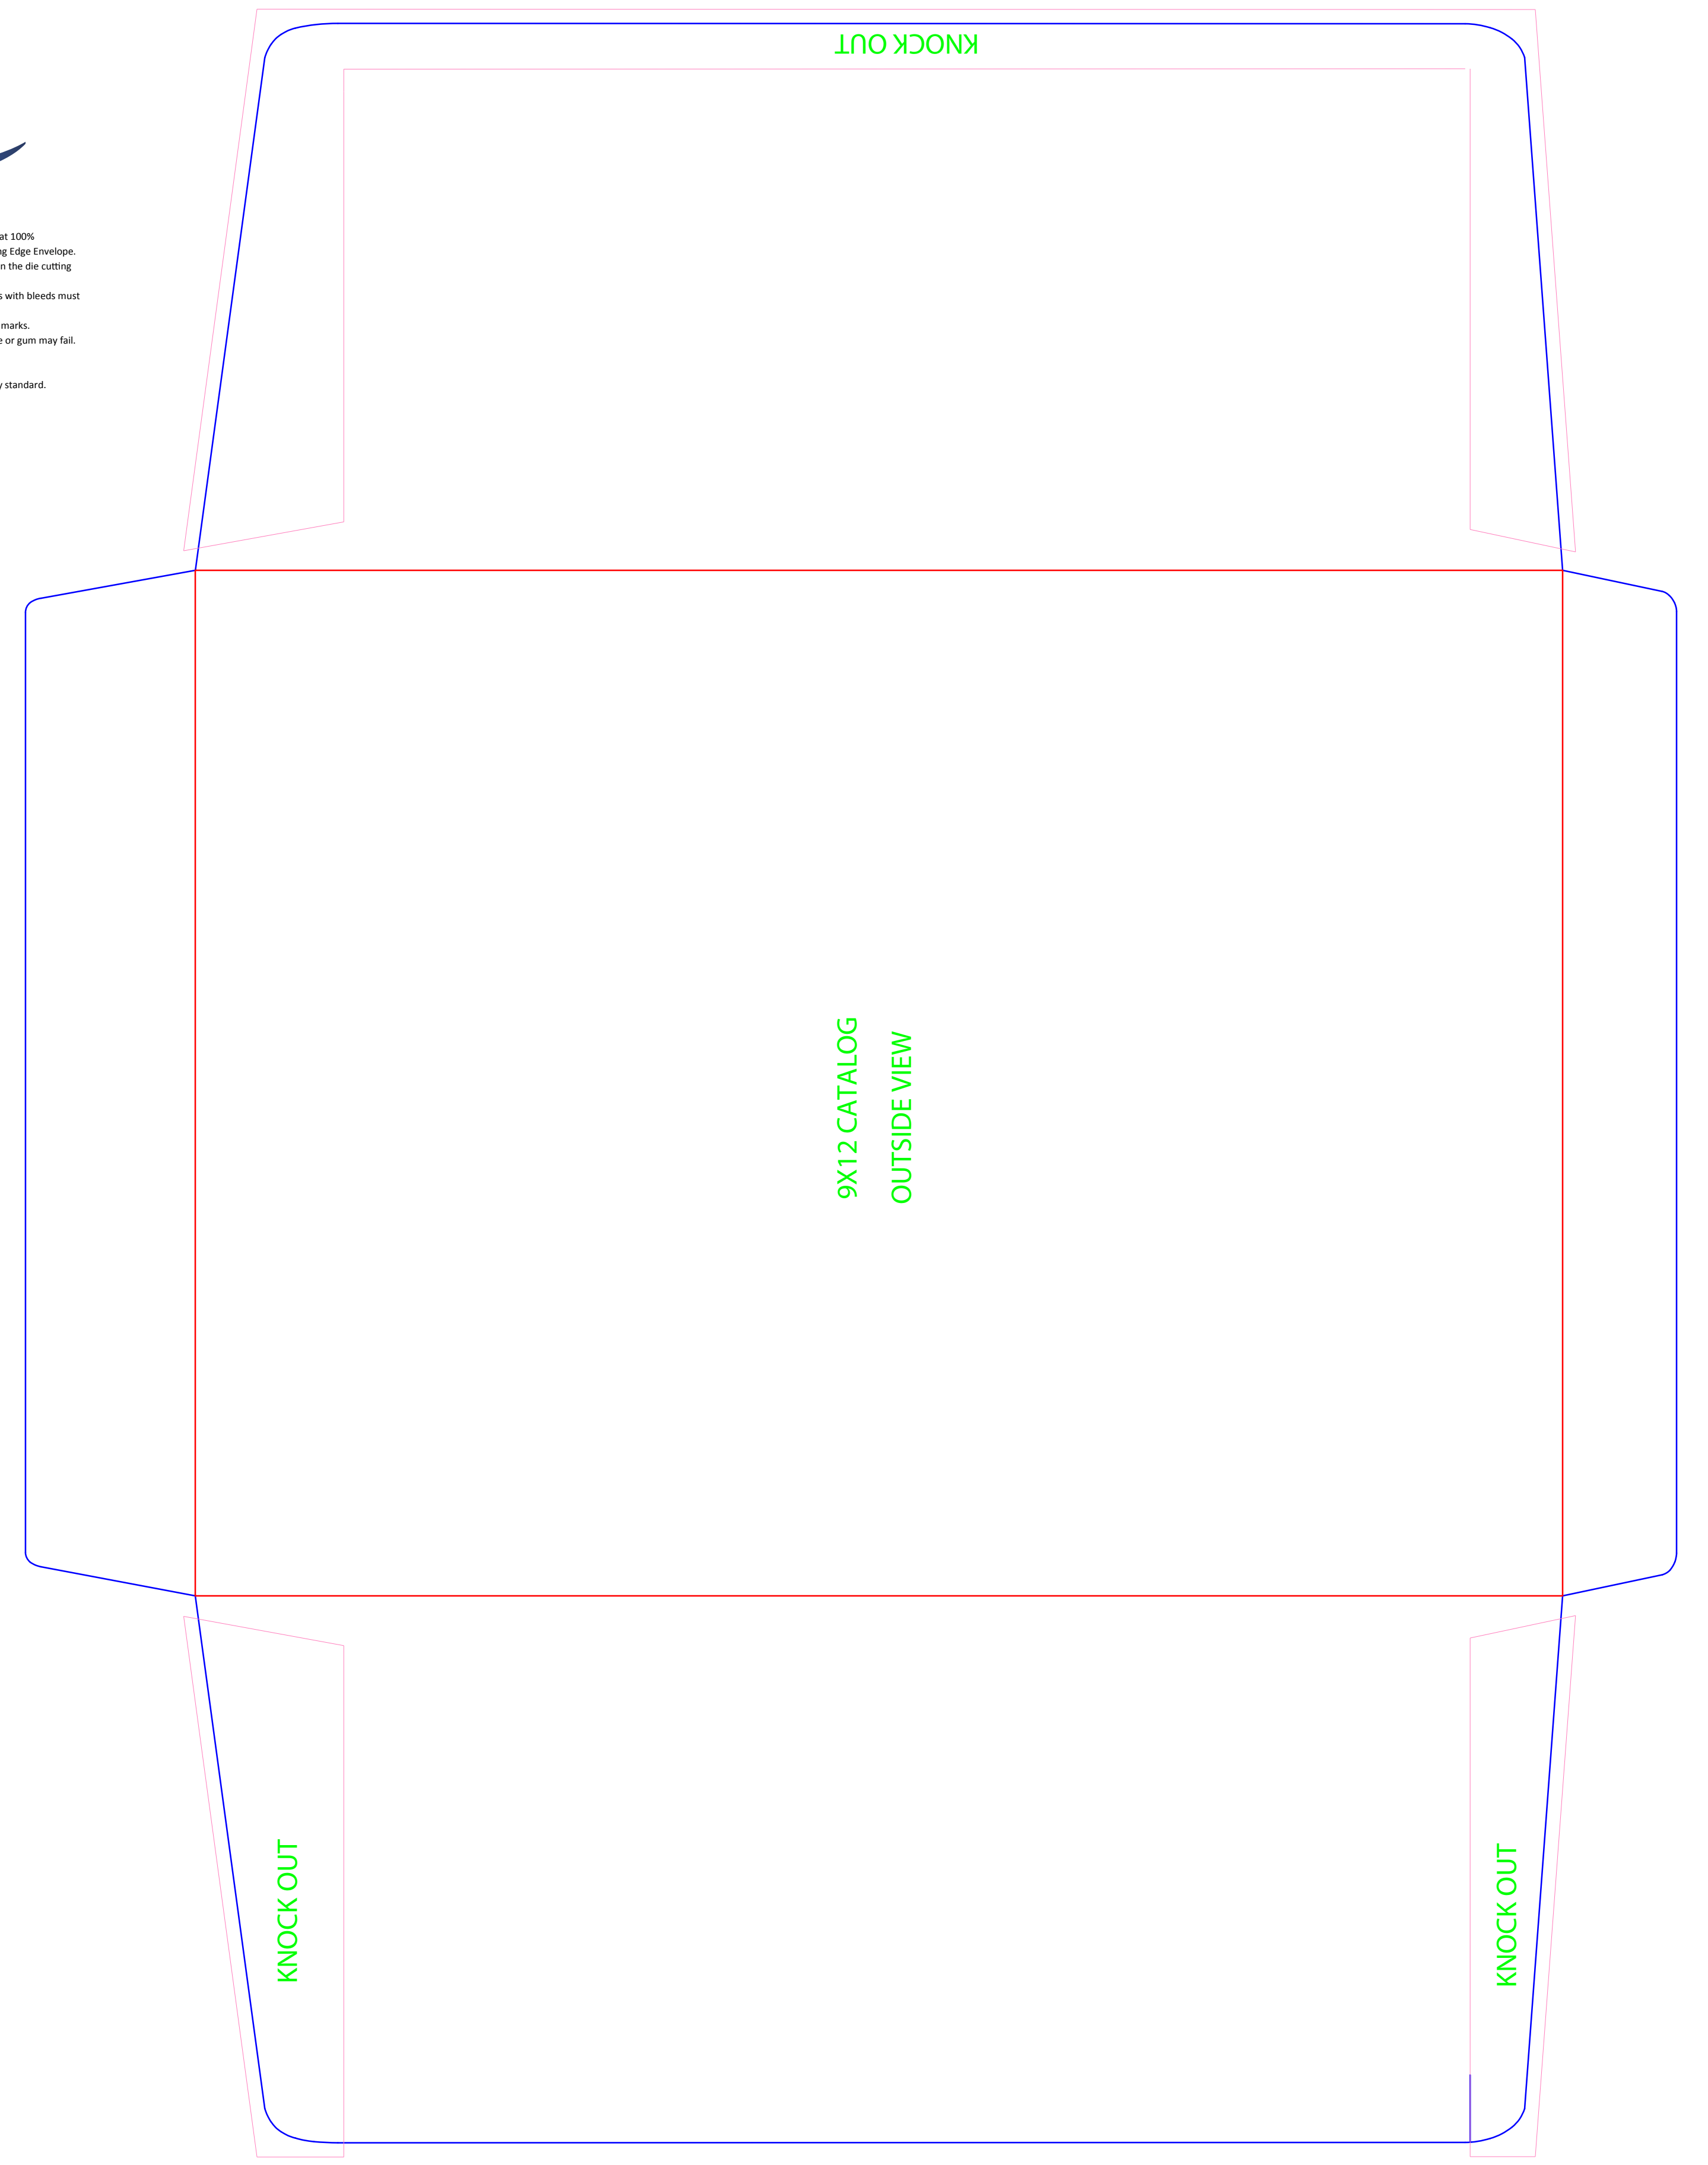 KNOCK OUT
at 100%
Edge Envelope.
the die cutting
with bleeds must
marks.
or gum may fail.
standard.
9X12 CATALOG
OUTSIDE VIEW
KNOCK OUT
KNOCK OUT